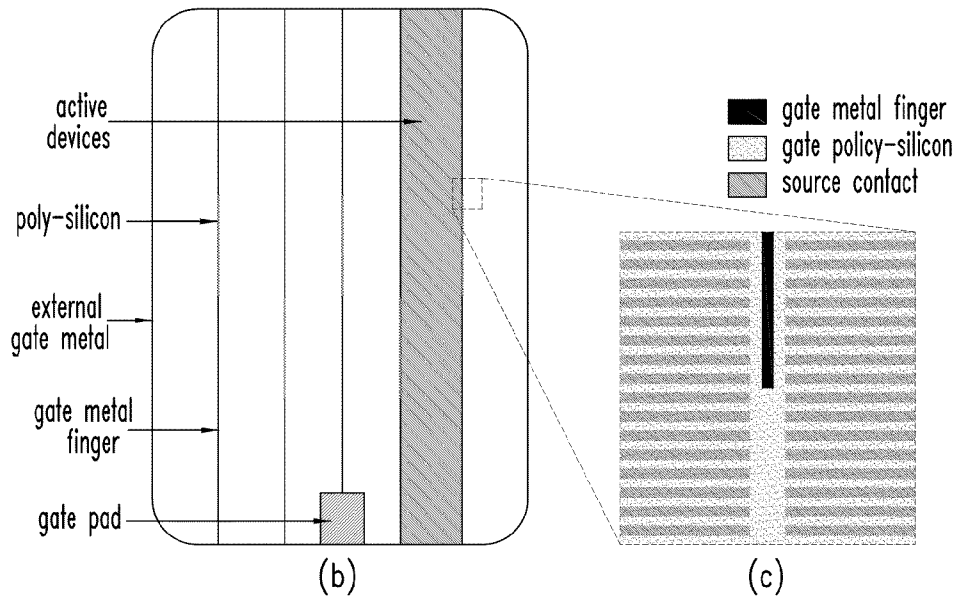 active
devices
poly-silicon
external
gate metal
gate metal
finger
gate pad
(b)
gate metal finger
gate policy-silicon
source contact
(c)